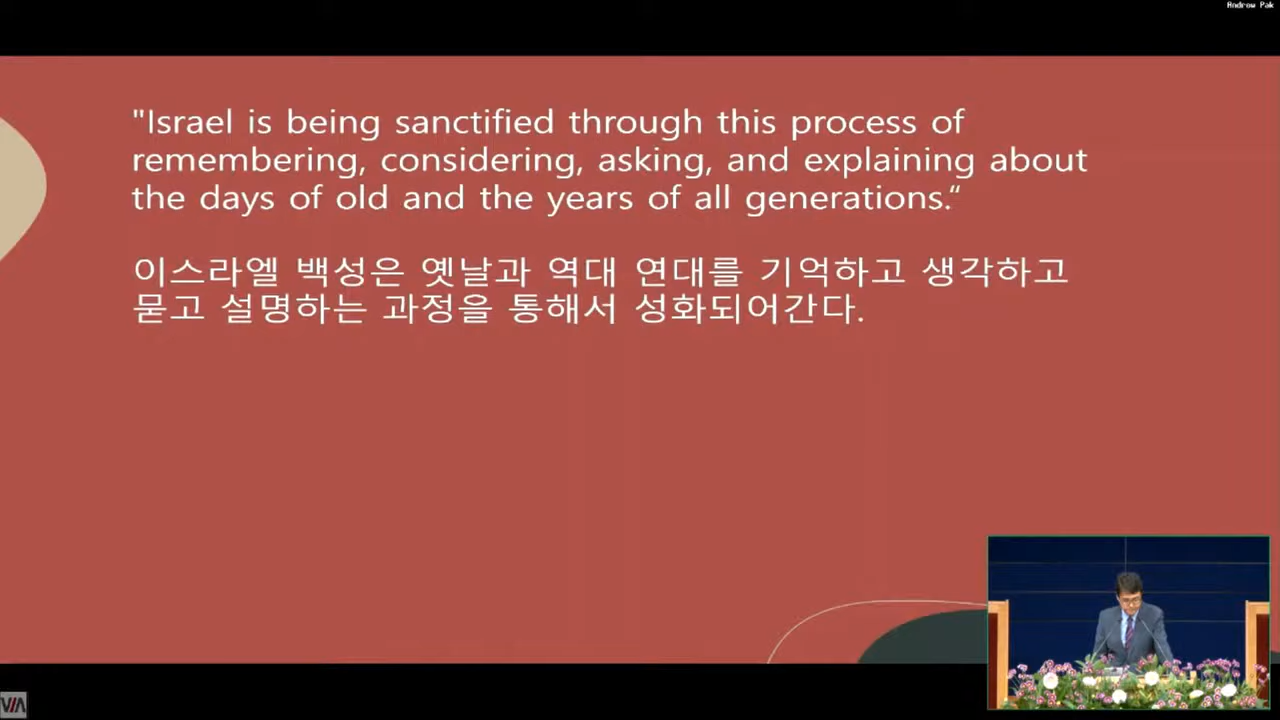 Andrew Pak
"Israel is being sanctified through this process of
remembering, considering, asking, and explaining about
the days of old and the years of all generations.“
이스라엘 백성은 옛날과 역대 연대를 기억하고 생각하고
묻고 설명하는 과정을 통해서 성화되어간다.
VIA